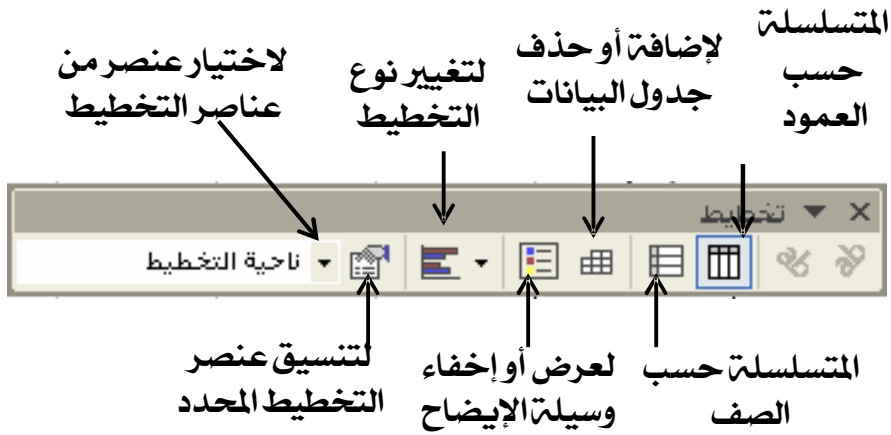 المتسلسلة
حسب
العمود
لإضافة أو حذف
جدول البيانات
لتغيير نوع
التخطيط
لاختيار عنصر من
عناصر التخطيط
تخطيط
ناحية التخطيط
المتسلسلة حسب
الصف
لعرض أو إخفاء
وسيلة الإيضاح
لتنسيق عنصر
التخطيط المحدد